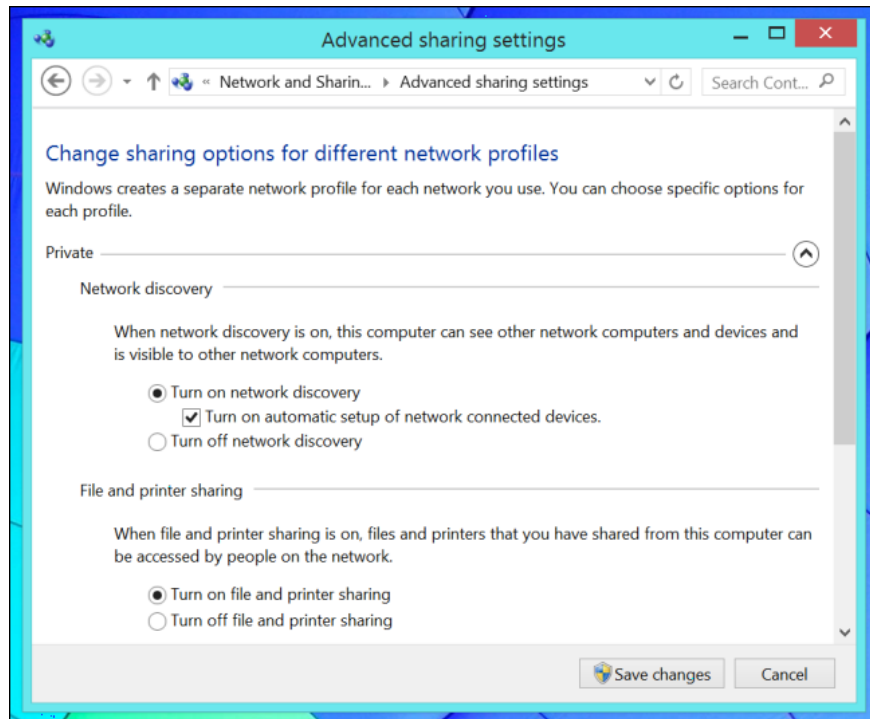 Advanced sharing settings
« Network and Sharin... Advanced sharing settings Search Cont...
Change sharing options for different network profiles
Windows creates a separate network profile for each network you use. You can choose specific options for
each profile.
Private
Network discovery
When network discovery is on, this computer can see other network computers and devices and
is visible to other network computers.
Turn on network discovery
Turn on automatic setup of network connected devices.
Turn off network discovery
File and printer sharing
When file and printer sharing is on, files and printers that you have shared from this computer can
be accessed by people on the network.
Turn on file and printer sharing
Turn off file and printer sharing
Save changes Cancel